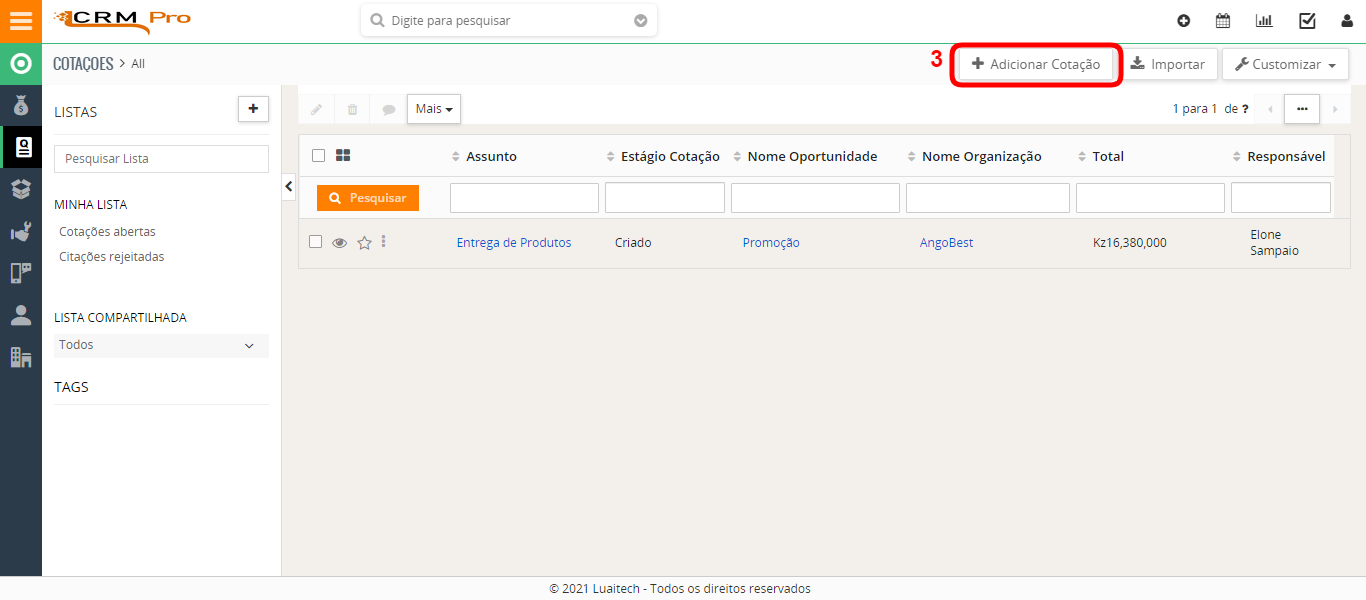 CRM Pro
Digite para pesquisar
COTAÇOES > All
3
Adicionar Cotação
Importar
Customizar
LISTAS
Pesquisar Lista
MINHA LISTA
Cotações abertas
Citações rejeitadas
LISTA COMPARTILHADA
Todos
TAGS
Mais
1 para 1 de ?
Assunto Estágio Cotação Nome Oportunidade Nome Organização Total Responsável
Pesquisar
Entrega de Produtos Criado Promoção AngoBest Kz16,380,000 Elone
Sampaio
© 2021 Luaitech - Todos os direitos reservados